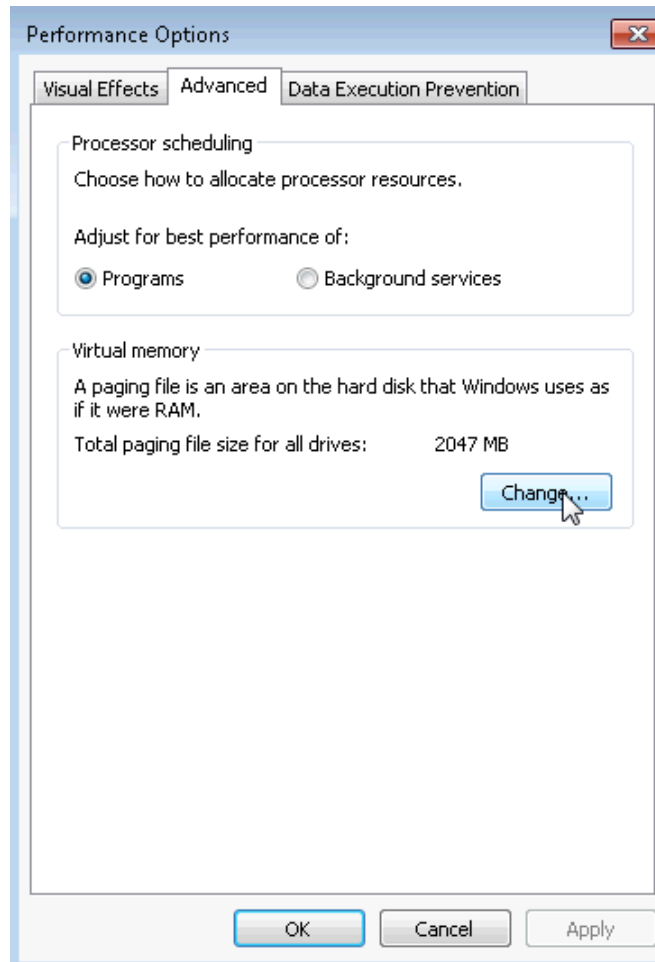 Performance Options
Visual Effects Advanced Data Execution Prevention
Processor scheduling
Choose how to allocate processor resources.
Adjust for best performance of:
Programs Background services
Virtual memory
A paging file is an area on the hard disk that Windows uses as
if it were RAM.
Total paging file size for all drives: 2047 MB
Change...
OK Cancel Apply